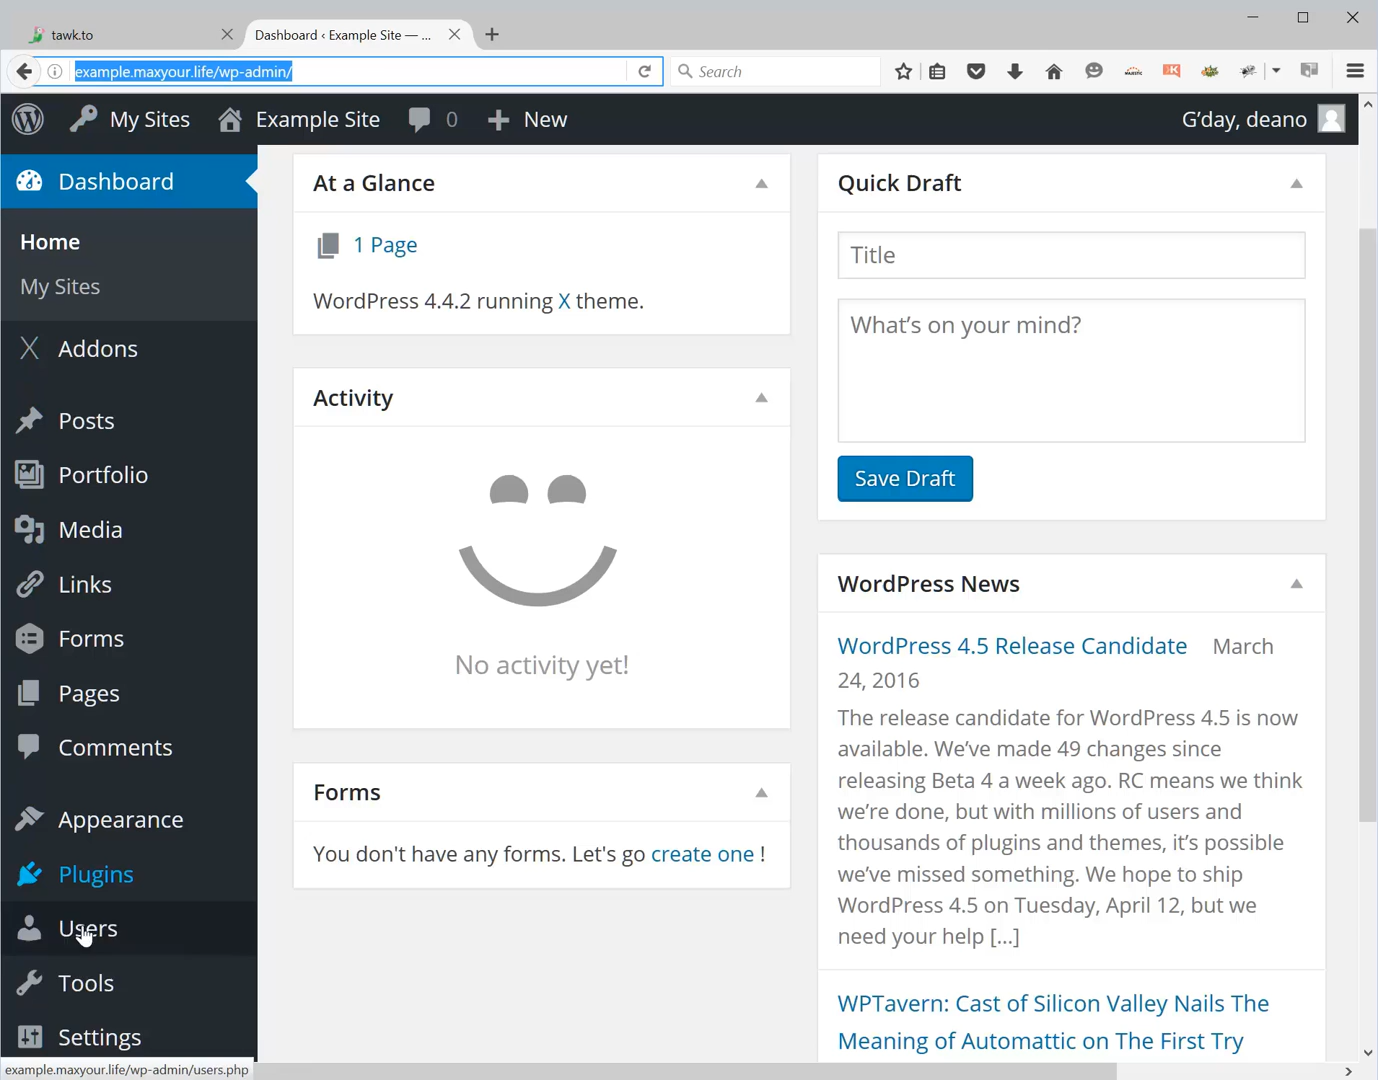 tawk.to
Dashboard ‹ Example Site — ...
example.maxyour.life/wp-admin/
Search
My Sites
Example Site
0
New
G'day, deano
Dashboard
Home
My Sites
Addons
Posts
Portfolio
Media
Links
Forms
Pages
Comments
Appearance
Plugins
Users
Tools
Settings
At a Glance
1 Page
WordPress 4.4.2 running X theme.
Activity
No activity yet!
Forms
You don't have any forms. Let's go create one !
Quick Draft
Title
What's on your mind?
Save Draft
WordPress News
WordPress 4.5 Release Candidate March
24, 2016
The release candidate for WordPress 4.5 is now
available. We've made 49 changes since
releasing Beta 4 a week ago. RC means we think
we're done, but with millions of users and
thousands of plugins and themes, it's possible
we've missed something. We hope to ship
WordPress 4.5 on Tuesday, April 12, but we
need your help [...]
WPTavern: Cast of Silicon Valley Nails The
Meaning of Automattic on The First Try
example.maxyour.life/wp-admin/users.php